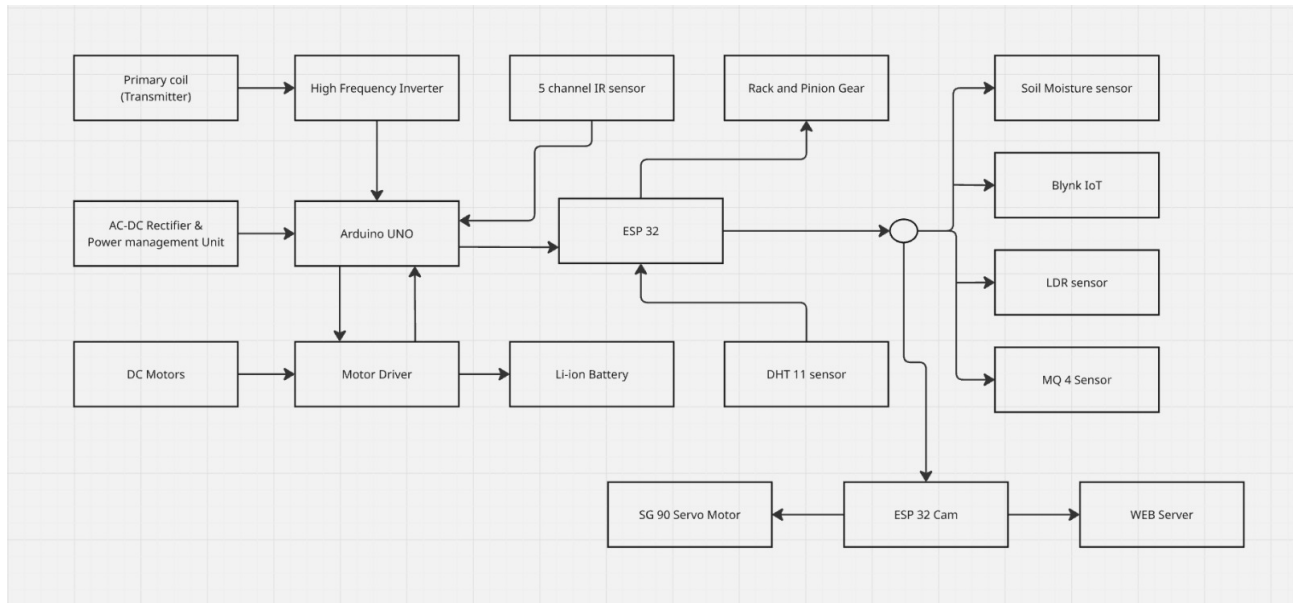 Primary coil
(Transmitter)
High Frequency Inverter
5 channel IR sensor
Rack and Pinion Gear
Soil Moisture sensor
Blynk IoT
AC-DC Rectifier &
Power management Unit
Arduino UNO
ESP 32
LDR sensor
DC Motors
Motor Driver
Li-ion Battery
DHT 11 sensor
MQ 4 Sensor
SG 90 Servo Motor
ESP 32 Cam
WEB Server